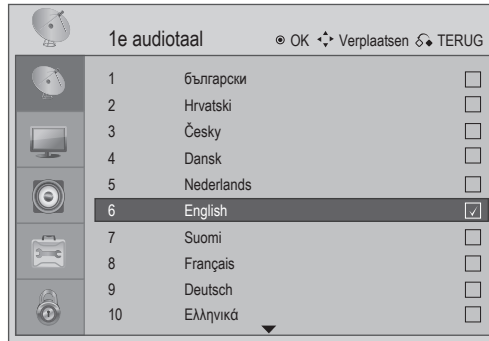 1e audiotaal OK Verplaatsen TERUG
1 български
2 Hrvatski
3 Česky
4 Dansk
5 Nederlands
6 English
7 Suomi
8 Français
9 Deutsch
10 Ελληνικά